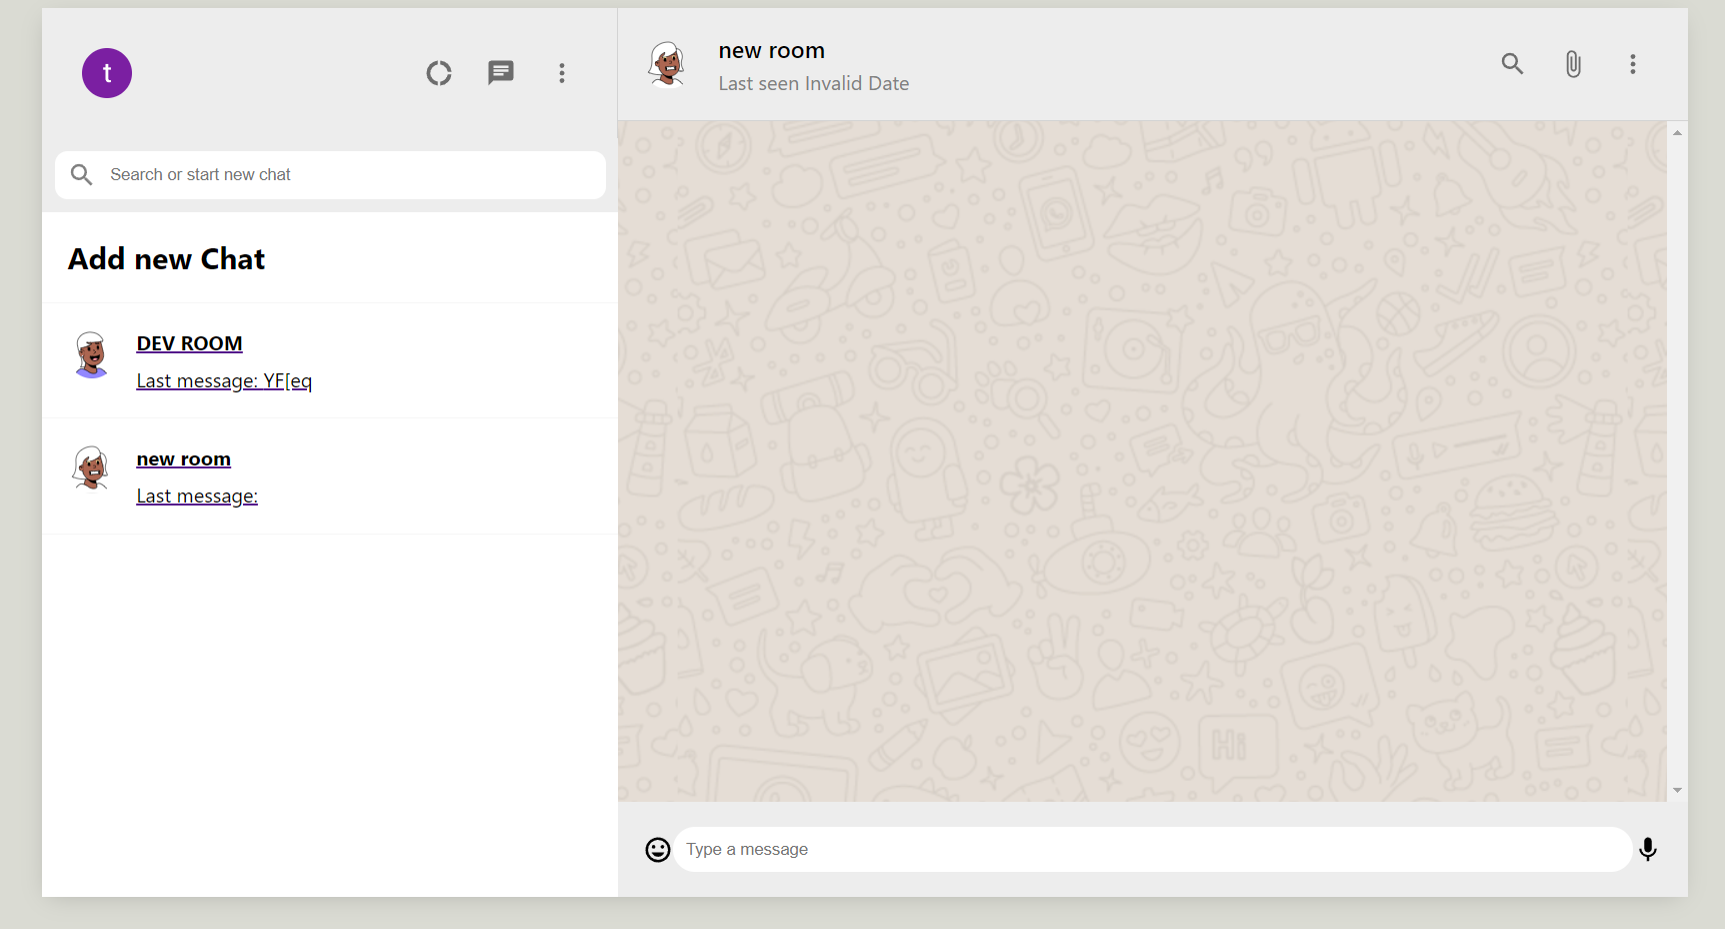 t
Search or start new chat
Add new Chat
DEV ROOM
Last message: YF[eq
new room
Last message:
new room
Last seen Invalid Date
Hi
Type a message